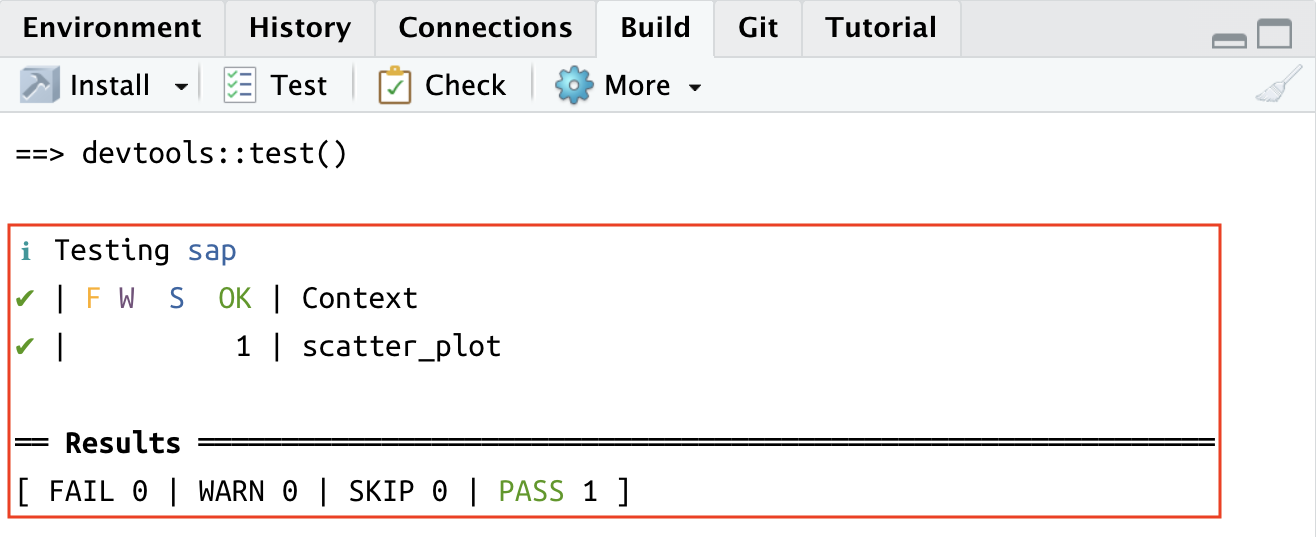 Environment History Connections Build Git Tutorial
Install Test Check More
==> devtools::test()
ℹ Testing sap
✔ | F W  S  OK | Context
✔ |          1 | scatter_plot
══ Results ═════════════════════════════════════════════════════════════
[ FAIL 0 | WARN 0 | SKIP 0 | PASS 1 ]